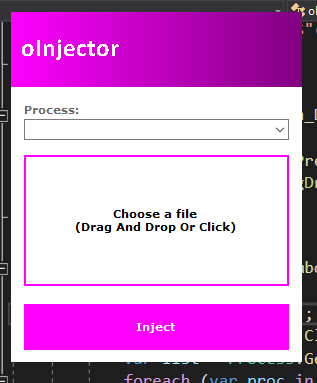 oInjector
Process:
Choose a file
(Drag And Drop Or Click)
Inject
foreach (var proc in